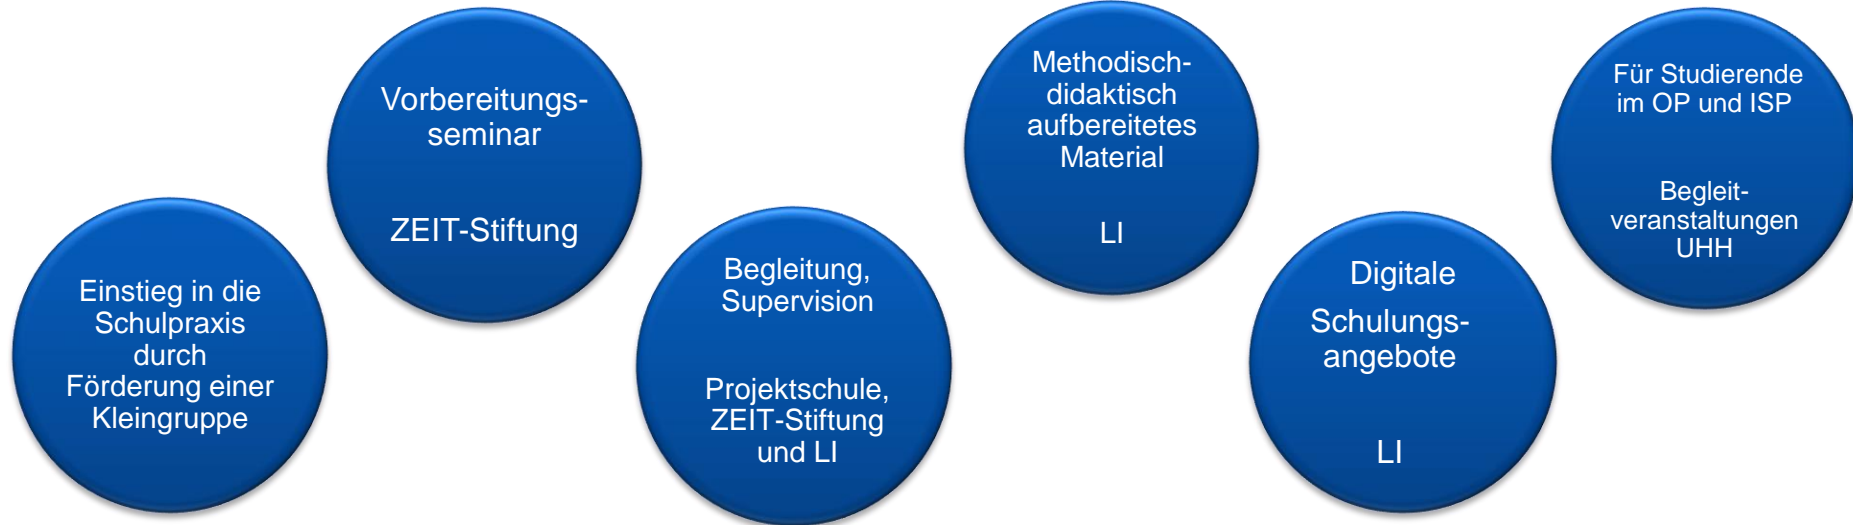 Einstieg in die
Schulpraxis
durch
Förderung einer
Kleingruppe
Vorbereitungs-
seminar
ZEIT-Stiftung
Begleitung,
Supervision
Projektschule,
ZEIT-Stiftung
und LI
Methodisch-
didaktisch
aufbereitetes
Material
LI
Digitale
Schulungs-
angebote
LI
Für Studierende
im OP und ISP
Begleit-
veranstaltungen
UHH